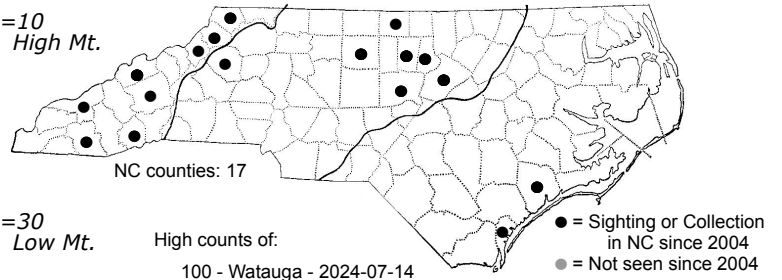 =10
High Mt.
NC counties: 17
=30
Low Mt.
High counts of:
100 - Watauga - 2024-07-14
● = Sighting or Collection
in NC since 2004
● = Not seen since 2004